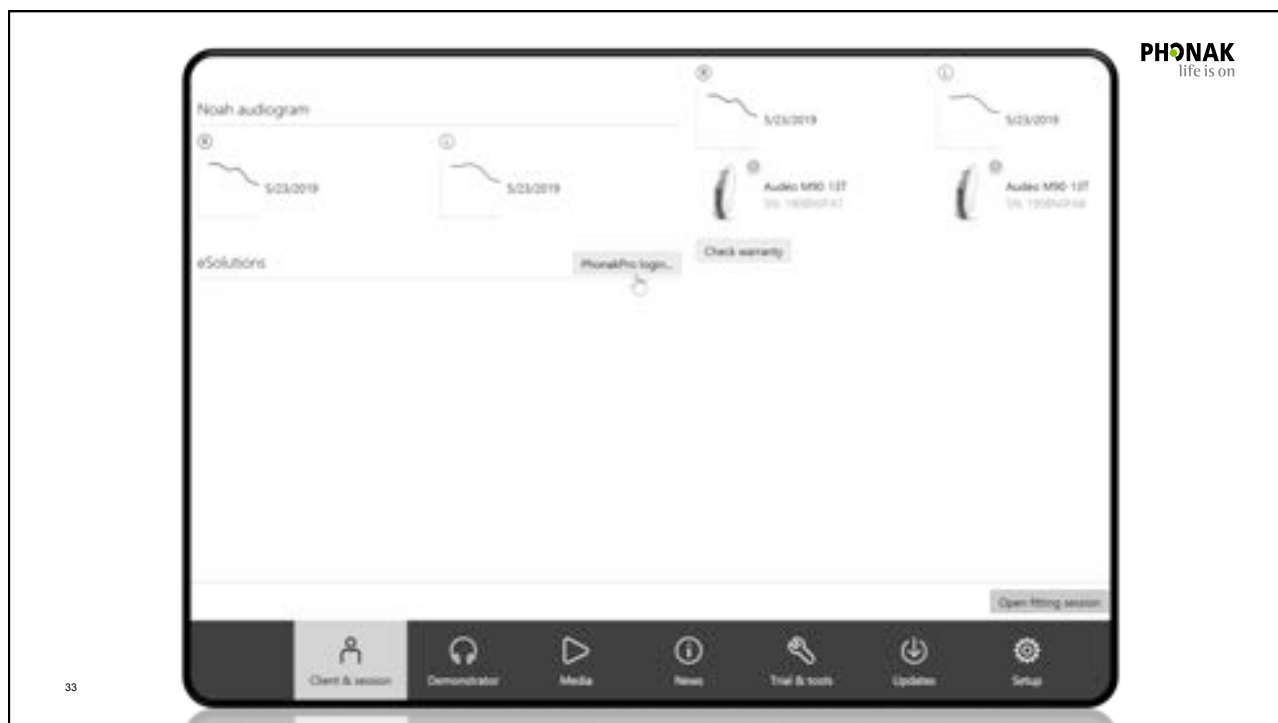 PHONAK
life is on
Noah audiogram
R
5/23/2019
L
5/23/2019
R
5/23/2019
L
5/23/2019
Audéo M90-13T
SN:
Audéo M90-13T
SN:
Check warranty
eSolutions
PhonakPro login...
Open fitting session
Client & session
Demonstrator
Media
News
Trial & tools
Updates
Setup
33